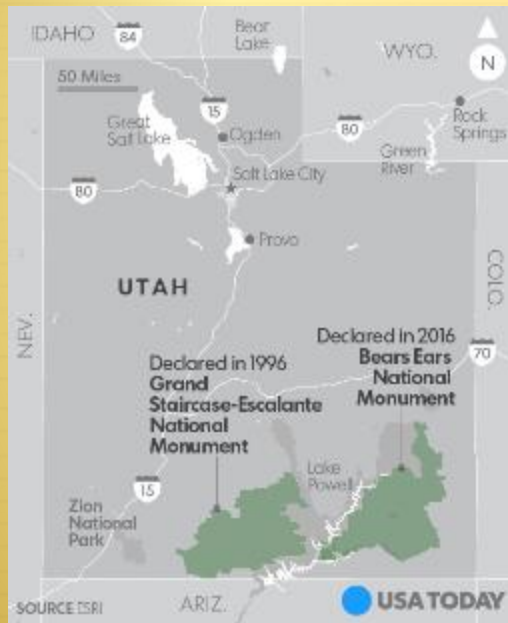 IDAHO
84
Bear
Lake
WYO.
N
50 Miles
15
Great
Salt Lake
Ogden
80
Rock
Springs
Green
River
80
Salt Lake City
Provo
UTAH
NEV.
COLO.
Declared in 2016
Bears Ears
National
Monument
70
Declared in 1996
Grand
Staircase-Escalante
National
Monument
Lake
Powell
15
Zion
National
Park
SOURCE ESRI
ARIZ.
USA TODAY